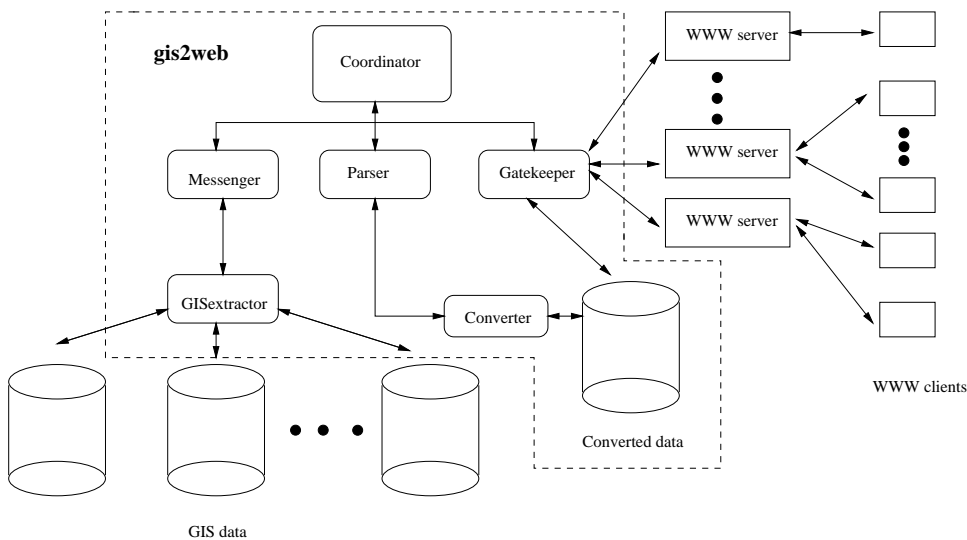 WWW server
gis2web
Coordinator
WWW server
Messenger
Parser
Gatekeeper
WWW server
GISextractor
Converter
WWW clients
Converted data
GIS data